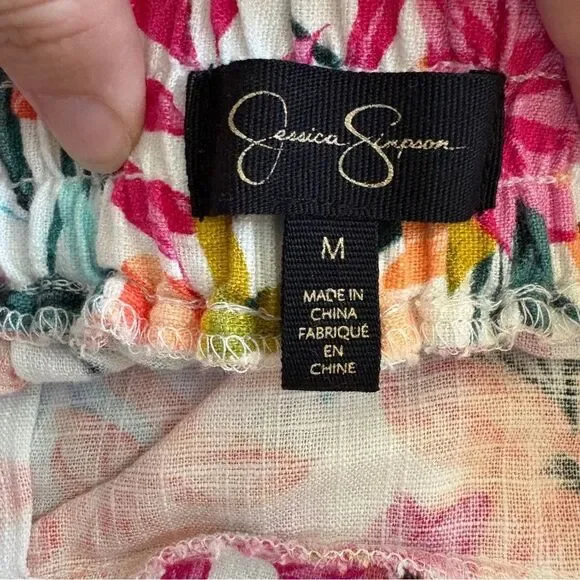 Jessica Simpson
M
MADE IN
CHINA
FABRIQUÉ
EN
CHINE